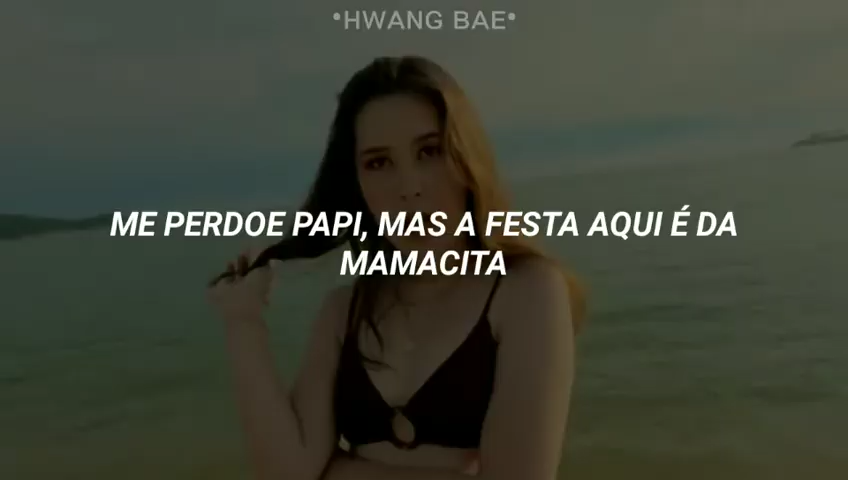 •HWANG BAE•
ME PERDOE PAPI, MAS A FESTA AQUI É DA
MAMACITA